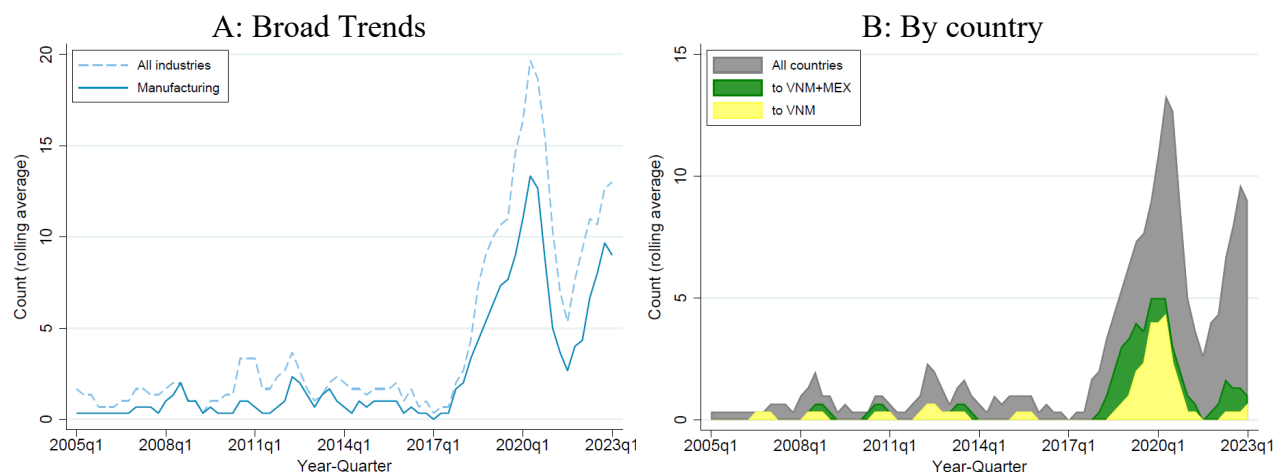 A: Broad Trends
All industries
Manufacturing
Count (rolling average)
20
15
10
5
0
2005q1 2008q1 2011q1 2014q1 2017q1 2020q1 2023q1
Year-Quarter
B: By country
All countries
to VNM+MEX
to VNM
Count (rolling average)
15
10
5
0
2005q1 2008q1 2011q1 2014q1 2017q1 2020q1 2023q1
Year-Quarter